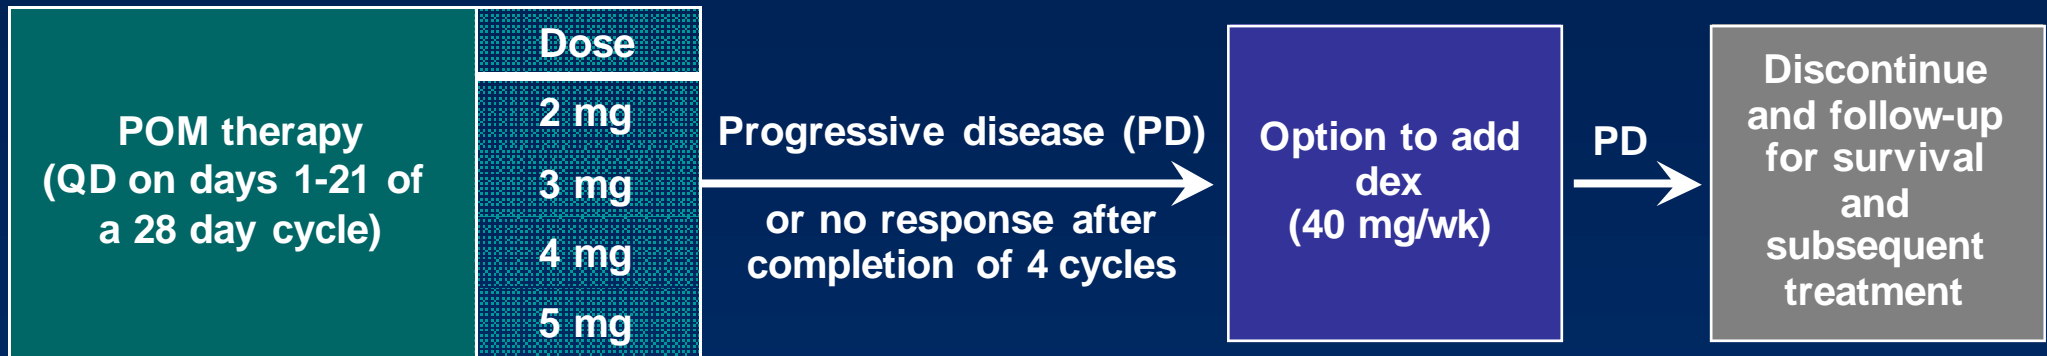 POM therapy
(QD on days 1-21 of
a 28 day cycle)
Dose
2 mg
3 mg
4 mg
5 mg
Progressive disease (PD)
or no response after
completion of 4 cycles
Option to add
dex
(40 mg/wk)
PD
Discontinue
and follow-up
for survival
and
subsequent
treatment